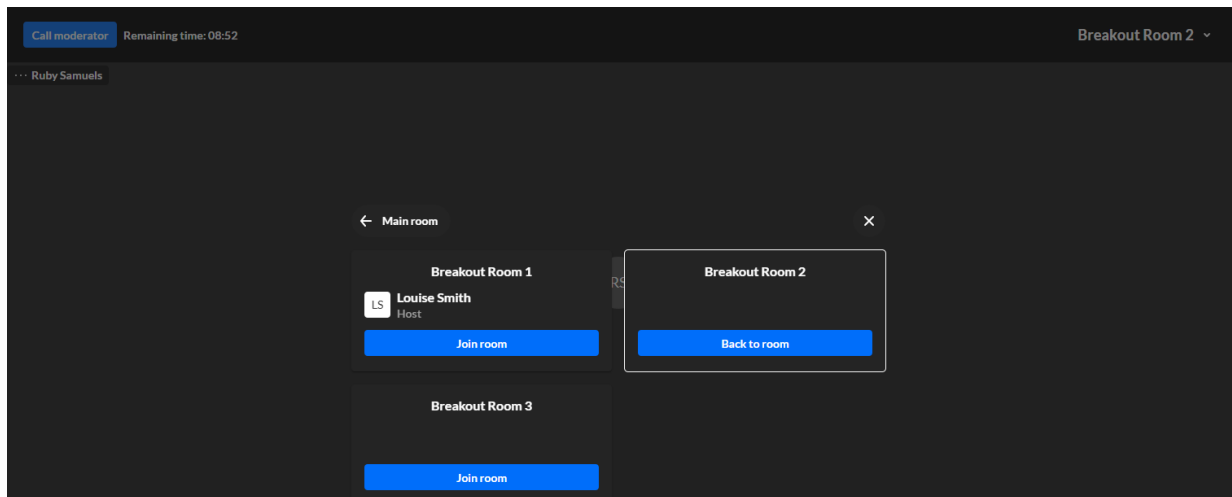 Call moderator Remaining time: 08:52
Breakout Room 2
··· Ruby Samuels
Main room
Breakout Room 1
LS Louise Smith
Host
Join room
Breakout Room 2
Back to room
RS
Breakout Room 3
Join room